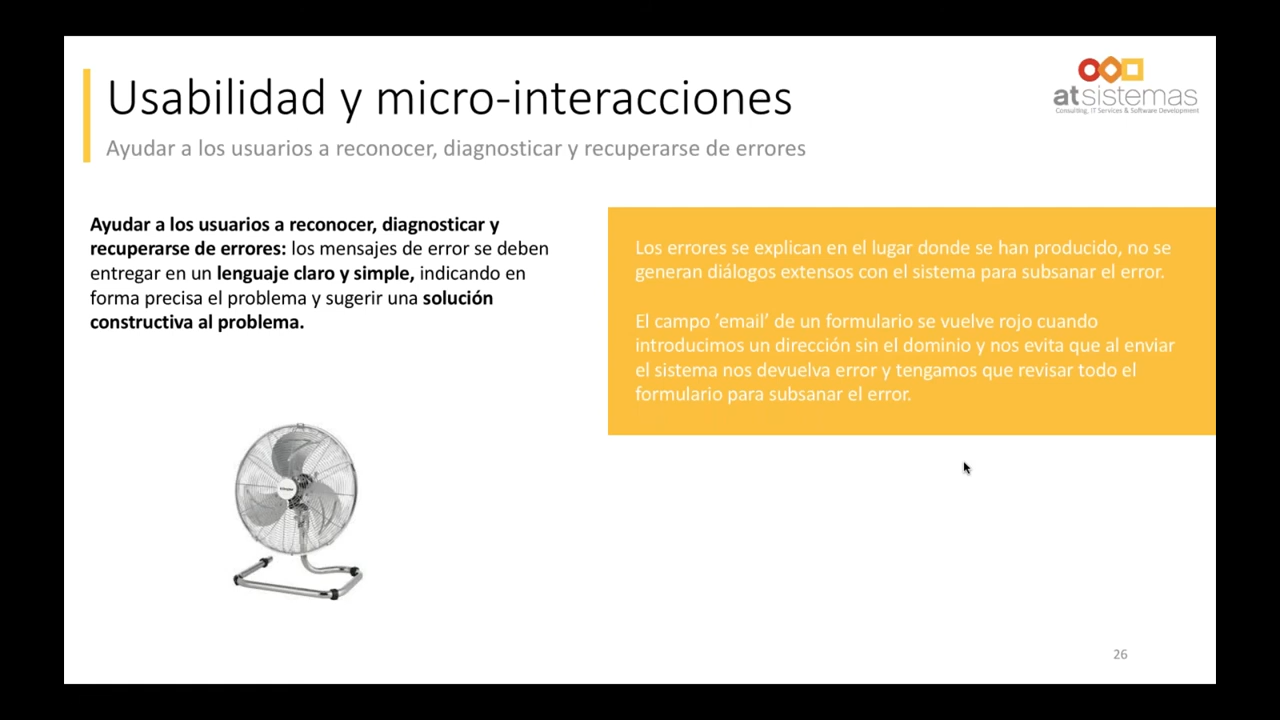 Usabilidad y micro-interacciones
atsistemas
Consulting, IT Services & Software Development
Ayudar a los usuarios a reconocer, diagnosticar y recuperarse de errores
Ayudar a los usuarios a reconocer, diagnosticar y
recuperarse de errores: los mensajes de error se deben
entregar en un lenguaje claro y simple, indicando en
forma precisa el problema y sugerir una solución
constructiva al problema.
Los errores se explican en el lugar donde se han producido, no se
generan diálogos extensos con el sistema para subsanar el error.
El campo ’email’ de un formulario se vuelve rojo cuando
introducimos un dirección sin el dominio y nos evita que al enviar
el sistema nos devuelva error y tengamos que revisar todo el
formulario para subsanar el error.
26